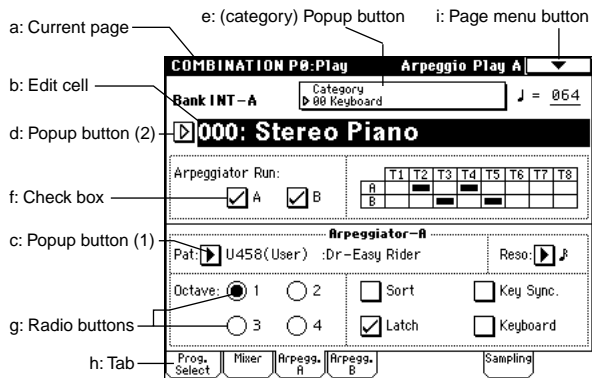 e: (category) Popup button
i: Page menu button
a: Current page
COMBINATION P0:Play
Arpeggio Play A
b: Edit cell
Bank INT-A
Category
00 Keyboard
♩ = 064
d: Popup button (2)
000: Stereo Piano
Arpeggiator Run:
T1 T2 T3 T4 T5 T6 T7 T8
A
B
f: Check box
A
B
Arpeggiator-A
c: Popup button (1)
Pat:
U458(User) :Dr-Easy Rider
Reso: ♪
Octave:
1
2
Sort
Key Sync.
g: Radio buttons
3
4
Latch
Keyboard
h: Tab
Prog. Select
Mixer
Arpegg. A
Arpegg. B
Sampling